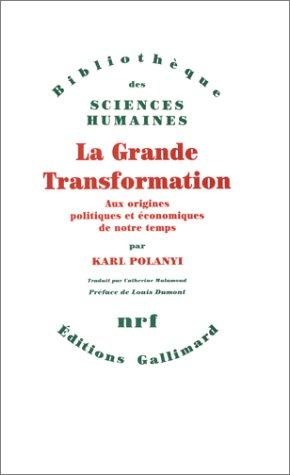 Bibliothèque
des
SCIENCES
HUMAINES
La Grande
Transformation
Aux origines
politiques et économiques
de notre temps
par
KARL POLANYI
Traduit par Catherine Malamoud
Préface de Louis Dumont
nrf
Éditions Gallimard